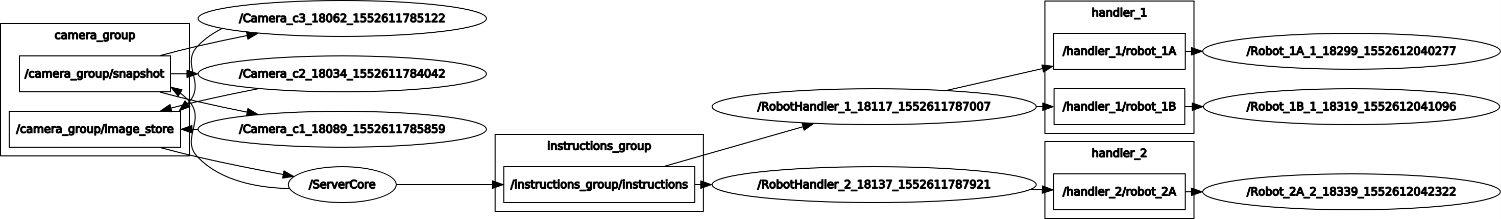 /Camera_c3_18062_1552611785122
camera_group
/camera_group/snapshot
/Camera_c2_18034_1552611784042
/camera_group/image_store
/Camera_c1_18089_1552611785859
/ServerCore
instructions_group
/instructions_group/instructions
/RobotHandler_1_18117_1552611787007
/RobotHandler_2_18137_1552611787921
handler_1
/handler_1/robot_1A
/handler_1/robot_1B
handler_2
/handler_2/robot_2A
/Robot_1A_1_18299_1552612040277
/Robot_1B_1_18319_1552612041096
/Robot_2A_2_18339_1552612042322